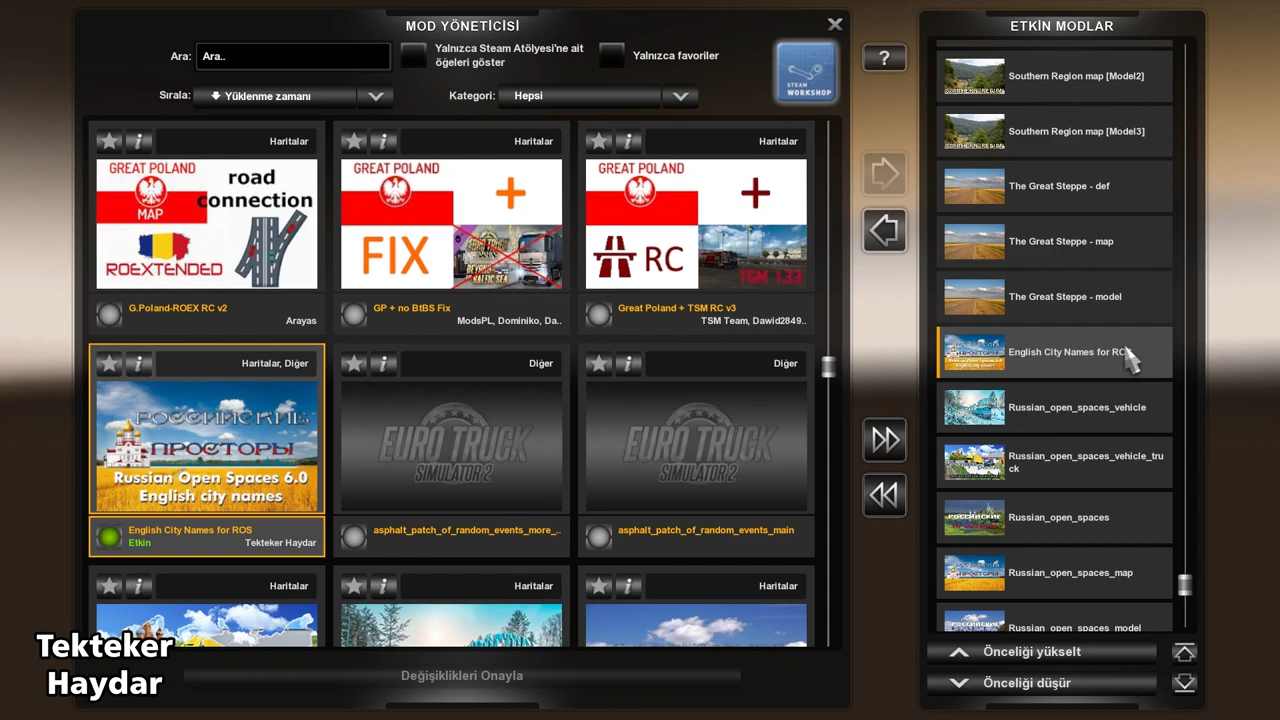 MOD YÖNETİCİSİ
Ara:
Ara..
Yalnızca Steam Atölyesi'ne ait
öğeleri göster
Yalnızca favoriler
STEAM
WORKSHOP
Sırala:
Yüklenme zamanı
Kategori:
Hepsi
Haritalar
GREAT POLAND
MAP
road
connection
ROEXTENDED
G.Poland-ROEX RC v2
Arayas
Haritalar
GREAT POLAND
FIX
GP + no BtBS Fix
ModsPL, Dominiko, Da..
Haritalar
GREAT POLAND
RC
TSM 1.33
Great Poland + TSM RC v3
TSM Team, Dawid2849..
Haritalar, Diğer
РОССИЙСКИЕ
ПРОСТОРЫ
Russian Open Spaces 6.0
English city names
English City Names for ROS
Etkin
Tekteker Haydar
Diğer
EURO TRUCK
SIMULATOR 2
asphalt_patch_of_random_events_more_..
Diğer
EURO TRUCK
SIMULATOR 2
asphalt_patch_of_random_events_main
Haritalar
Haritalar
Haritalar
Değişiklikleri Onayla
Tekteker
Haydar
?
ETKİN MODLAR
Southern Region map [Model2]
Southern Region map [Model3]
The Great Steppe - def
The Great Steppe - map
The Great Steppe - model
English City Names for RO
Russian_open_spaces_vehicle
Russian_open_spaces_vehicle_tru
ck
Russian_open_spaces
Russian_open_spaces_map
Russian_open_spaces_model
Önceliği yükselt
Önceliği düşür